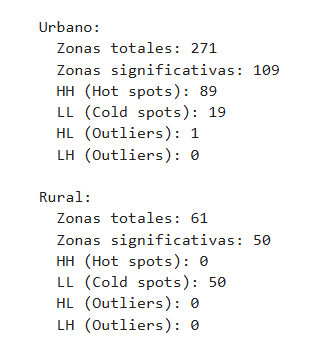 Urbano:
Zonas totales: 271
Zonas significativas: 109
HH (Hot spots): 89
LL (Cold spots): 19
HL (Outliers): 1
LH (Outliers): 0
Rural:
Zonas totales: 61
Zonas significativas: 50
HH (Hot spots): 0
LL (Cold spots): 50
HL (Outliers): 0
LH (Outliers): 0